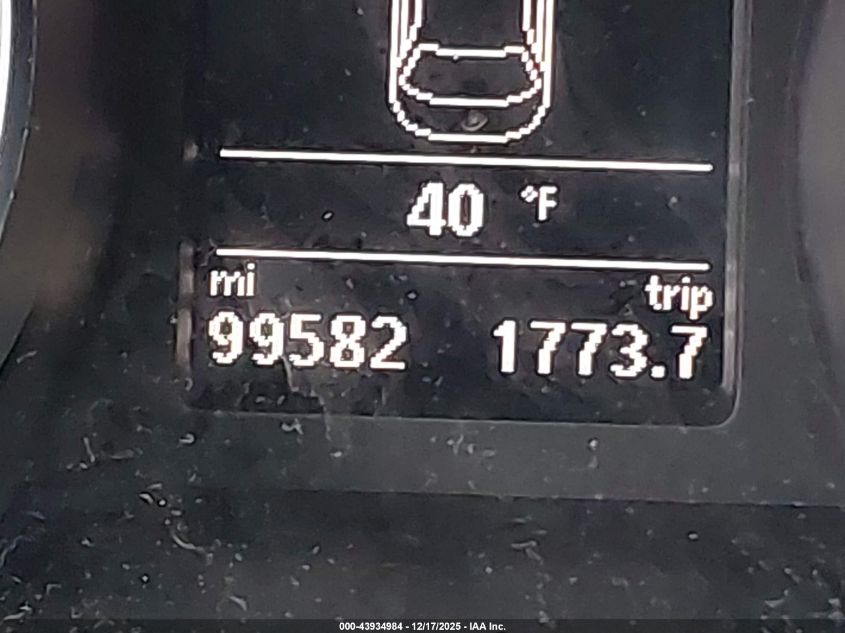 40 °F
mi trip
99582 1773.7
000-43934984 - 12/17/2025 - IAA Inc.